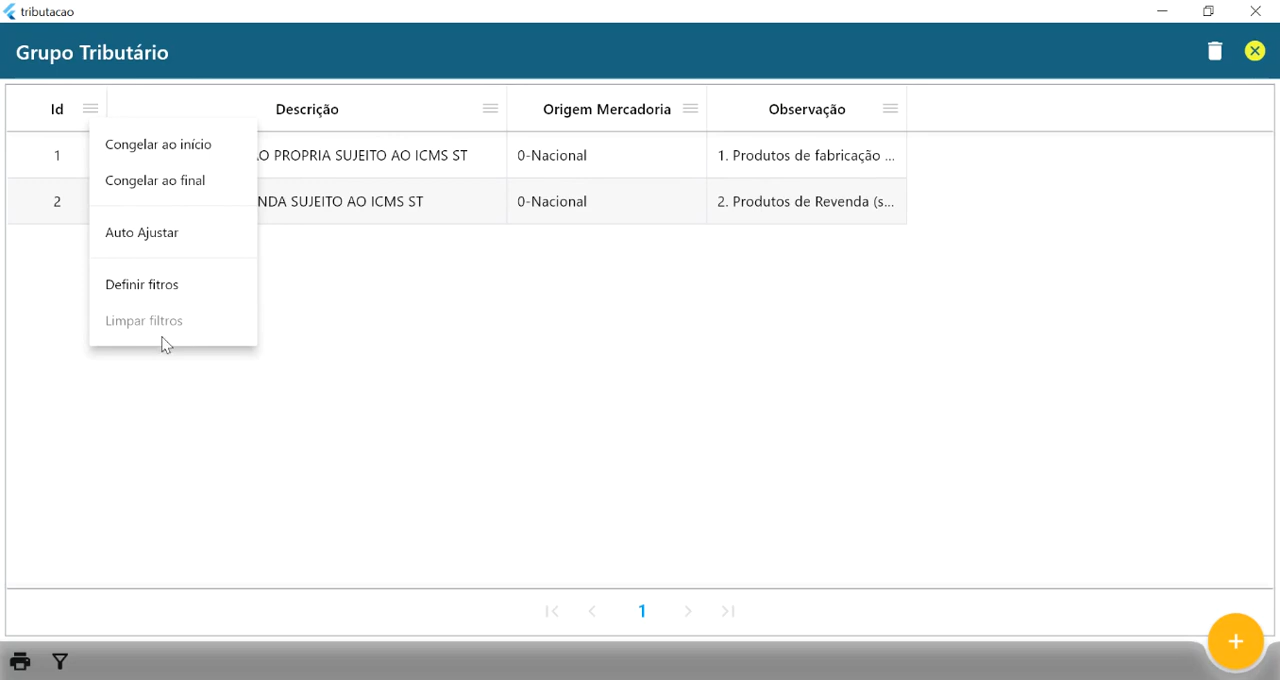 tributacao
Grupo Tributário
Id Descrição Origem Mercadoria Observação
1 O PROPRIA SUJEITO AO ICMS ST 0-Nacional 1. Produtos de fabricação ...
2 NDA SUJEITO AO ICMS ST 0-Nacional 2. Produtos de Revenda (s...
Congelar ao início
Congelar ao final
Auto Ajustar
Definir fitros
Limpar filtros
1